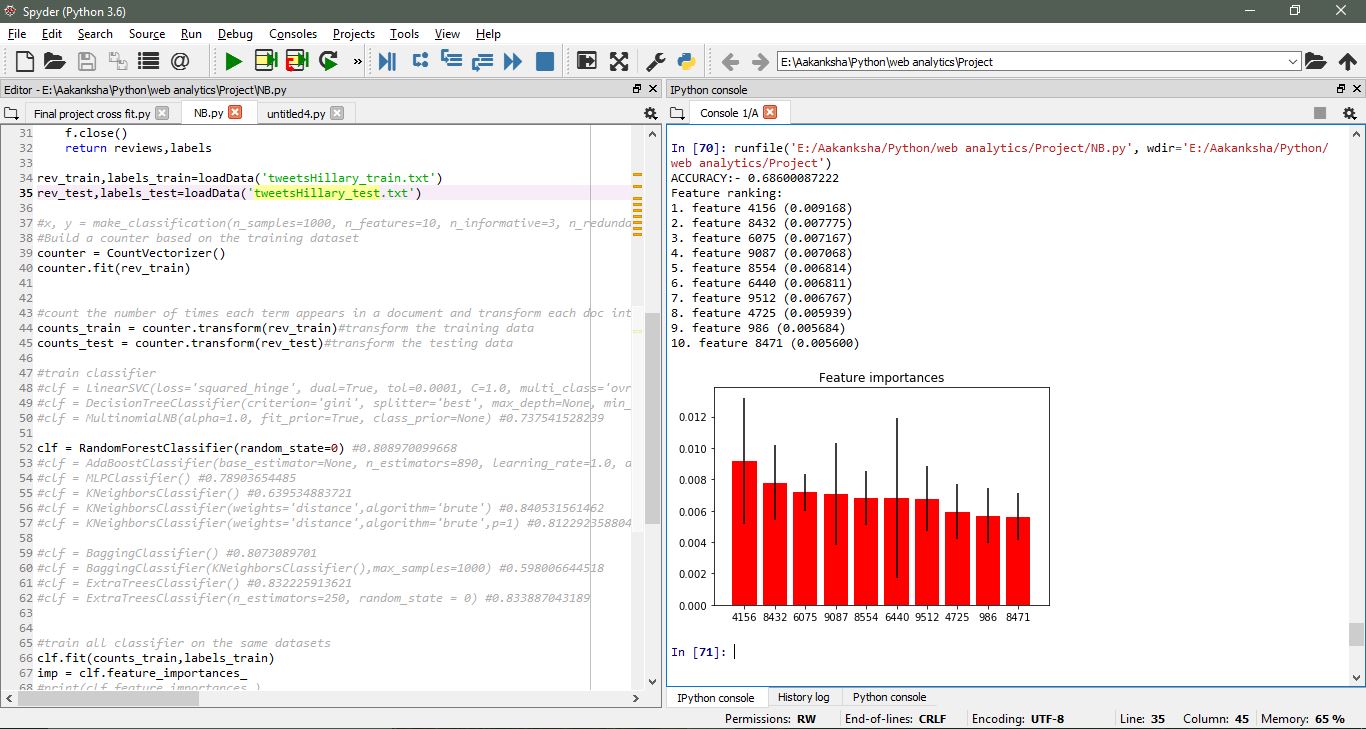 Spyder (Python 3.6)
File Edit Search Source Run Debug Consoles Projects Tools View Help
E:\Aakanksha\Python\web analytics\Project
Editor - E:\Aakanksha\Python\web analytics\Project\NB.py
Final project cross fit.py NB.py untitled4.py
31 f.close()
32 return reviews,labels
33
34 rev_train,labels_train=loadData('tweetsHillary_train.txt')
35 rev_test,labels_test=loadData('tweetsHillary_test.txt')
36
37 #x, y = make_classification(n_samples=1000, n_features=10, n_informative=3, n_redunda
38 #Build a counter based on the training dataset
39 counter = CountVectorizer()
40 counter.fit(rev_train)
41
42
43 #count the number of times each term appears in a document and transform each doc int
44 counts_train = counter.transform(rev_train)#transform the training data
45 counts_test = counter.transform(rev_test)#transform the testing data
46
47 #train classifier
48 #clf = LinearSVC(loss='squared_hinge', dual=True, tol=0.0001, C=1.0, multi_class='ovr
49 #clf = DecisionTreeClassifier(criterion='gini', splitter='best', max_depth=None, min_
50 #clf = MultinomialNB(alpha=1.0, fit_prior=True, class_prior=None) #0.737541528239
51
52 clf = RandomForestClassifier(random_state=0) #0.808970099668
53 #clf = AdaBoostClassifier(base_estimator=None, n_estimators=890, learning_rate=1.0, a
54 #clf = MLPClassifier() #0.78903654485
55 #clf = KNeighborsClassifier() #0.639534883721
56 #clf = KNeighborsClassifier(weights='distance',algorithm='brute') #0.840531561462
57 #clf = KNeighborsClassifier(weights='distance',algorithm='brute',p=1) #0.812292358804
58
59 #clf = BaggingClassifier() #0.8073089701
60 #clf = BaggingClassifier(KNeighborsClassifier(),max_samples=1000) #0.598006644518
61 #clf = ExtraTreesClassifier() #0.832225913621
62 #clf = ExtraTreesClassifier(n_estimators=250, random_state = 0) #0.833887043189
63
64
65 #train all classifier on the same datasets
66 clf.fit(counts_train,labels_train)
67 imp = clf.feature_importances_
68 #print(clf.feature_importances_)
IPython console
Console 1/A
In [70]: runfile('E:/Aakanksha/Python/web analytics/Project/NB.py', wdir='E:/Aakanksha/Python/
web analytics/Project')
ACCURACY:- 0.68600087222
Feature ranking:
1. feature 4156 (0.009168)
2. feature 8432 (0.007775)
3. feature 6075 (0.007167)
4. feature 9087 (0.007068)
5. feature 8554 (0.006814)
6. feature 6440 (0.006811)
7. feature 9512 (0.006767)
8. feature 4725 (0.005939)
9. feature 986 (0.005684)
10. feature 8471 (0.005600)
Feature importances
0.012
0.010
0.008
0.006
0.004
0.002
0.000
4156 8432 6075 9087 8554 6440 9512 4725 986 8471
In [71]:
IPython console History log Python console
Permissions: RW End-of-lines: CRLF Encoding: UTF-8 Line: 35 Column: 45 Memory: 65 %